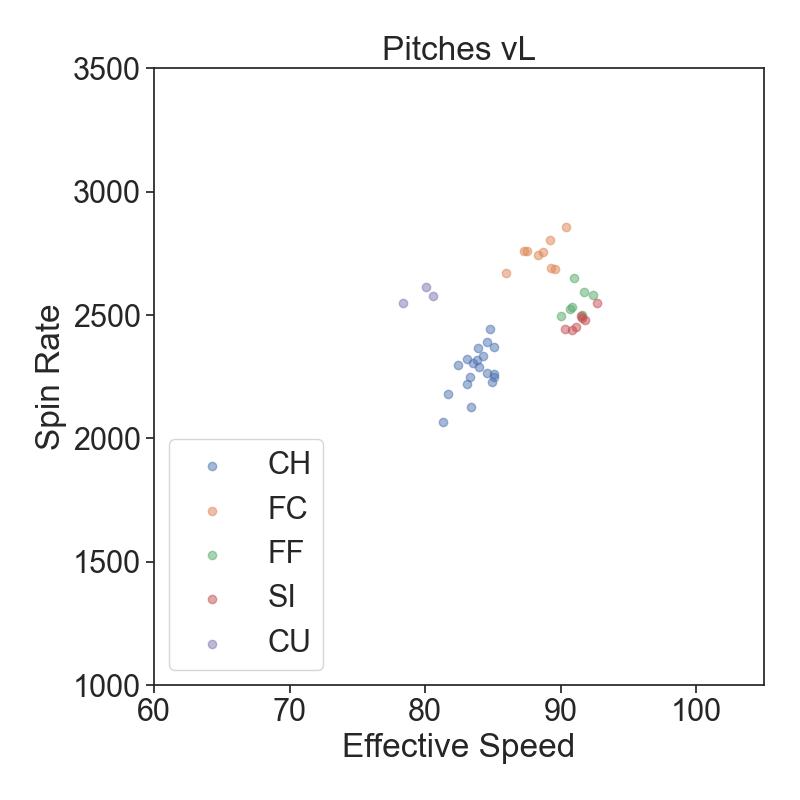 Pitches vL
3500
3000
2500
2000
1500
1000
Spin Rate
CH
FC
FF
SI
CU
60 70 80 90 100
Effective Speed